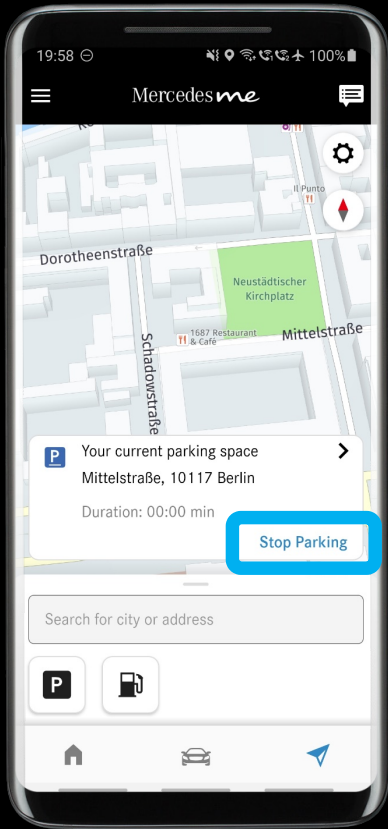 19:58
100%
Mercedes me
Il Punto
Dorotheenstraße
Neustädtischer
Kirchplatz
1687 Restaurant
& Café
Mittelstraße
Schadowstraße
P
Your current parking space
Mittelstraße, 10117 Berlin
Duration: 00:00 min
Stop Parking
Search for city or address
P